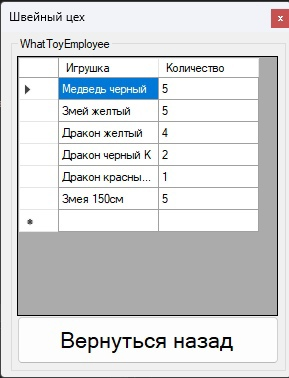 Швейный цех
WhatToyEmployee
Игрушка Количество
Медведь черный 5
Змей желтый 5
Дракон желтый 4
Дракон черный К 2
Дракон красны... 1
Змея 150см 5
Вернуться назад